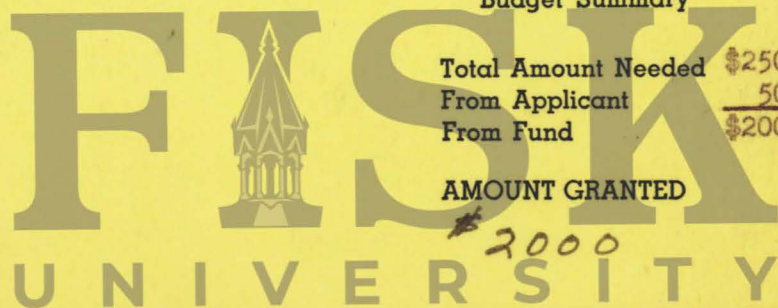 Budget Summary
Total Amount Needed $250
From Applicant 50
From Fund $200
AMOUNT GRANTED
$2000
FISK
UNIVERSITY